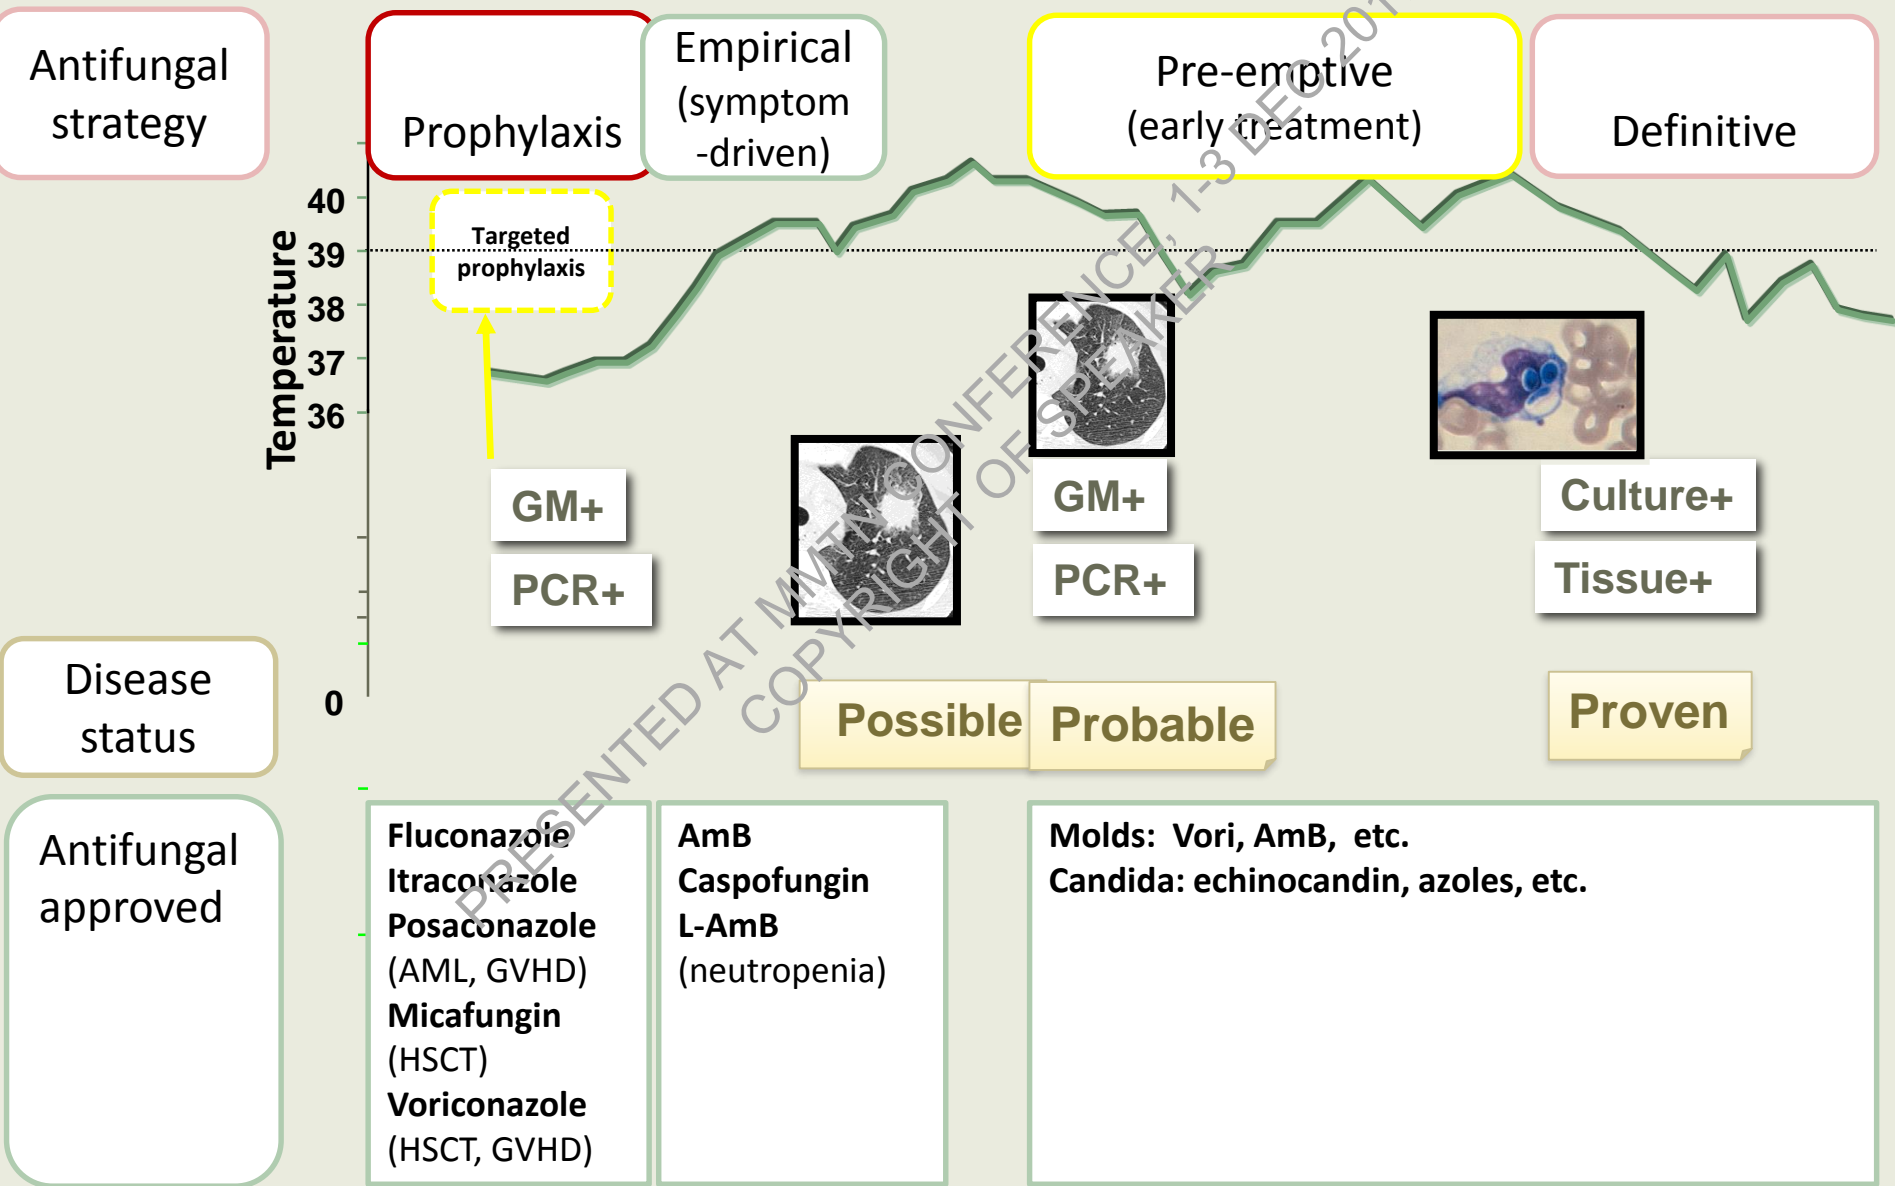 Antifungal
strategy
Prophylaxis
Empirical
(symptom
-driven)
Pre-emptive
(early treatment)
Definitive
Temperature
40
39
38
37
36
0
Targeted
prophylaxis
GM+
PCR+
GM+
PCR+
Culture+
Tissue+
Disease
status
Possible
Probable
Proven
Antifungal
approved
Fluconazole
Itraconazole
Posaconazole
(AML, GVHD)
Micafungin
(HSCT)
Voriconazole
(HSCT, GVHD)
AmB
Caspofungin
L-AmB
(neutropenia)
Molds: Vori, AmB, etc.
Candida: echinocandin, azoles, etc.
PRESENTED AT MMTN CONFERENCE, 1-3 DEC
COPYRIGHT OF SPEAKER